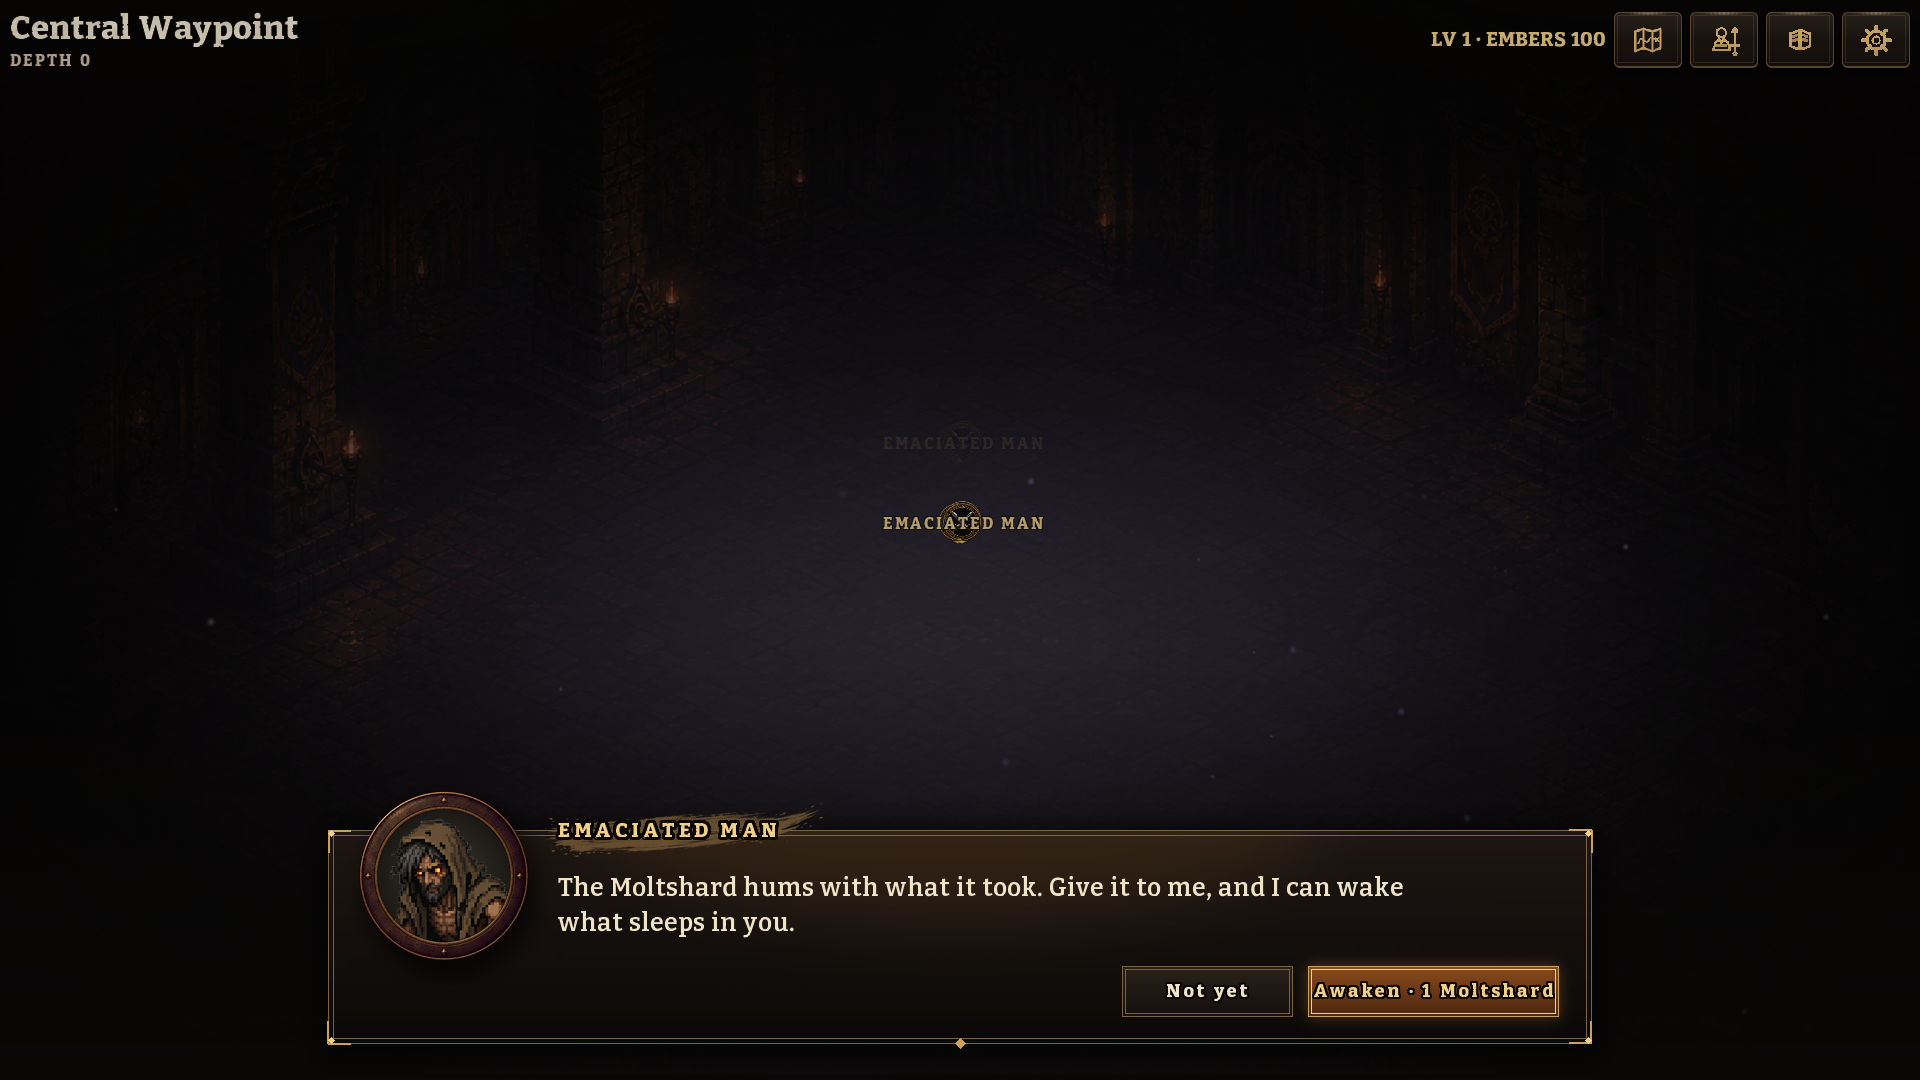 Central Waypoint
DEPTH 0
LV 1 · EMBERS 100
EMACIATED MAN
EMACIATED MAN
EMACIATED MAN
The Moltshard hums with what it took. Give it to me, and I can wake
what sleeps in you.
Not yet
Awaken · 1 Moltshard